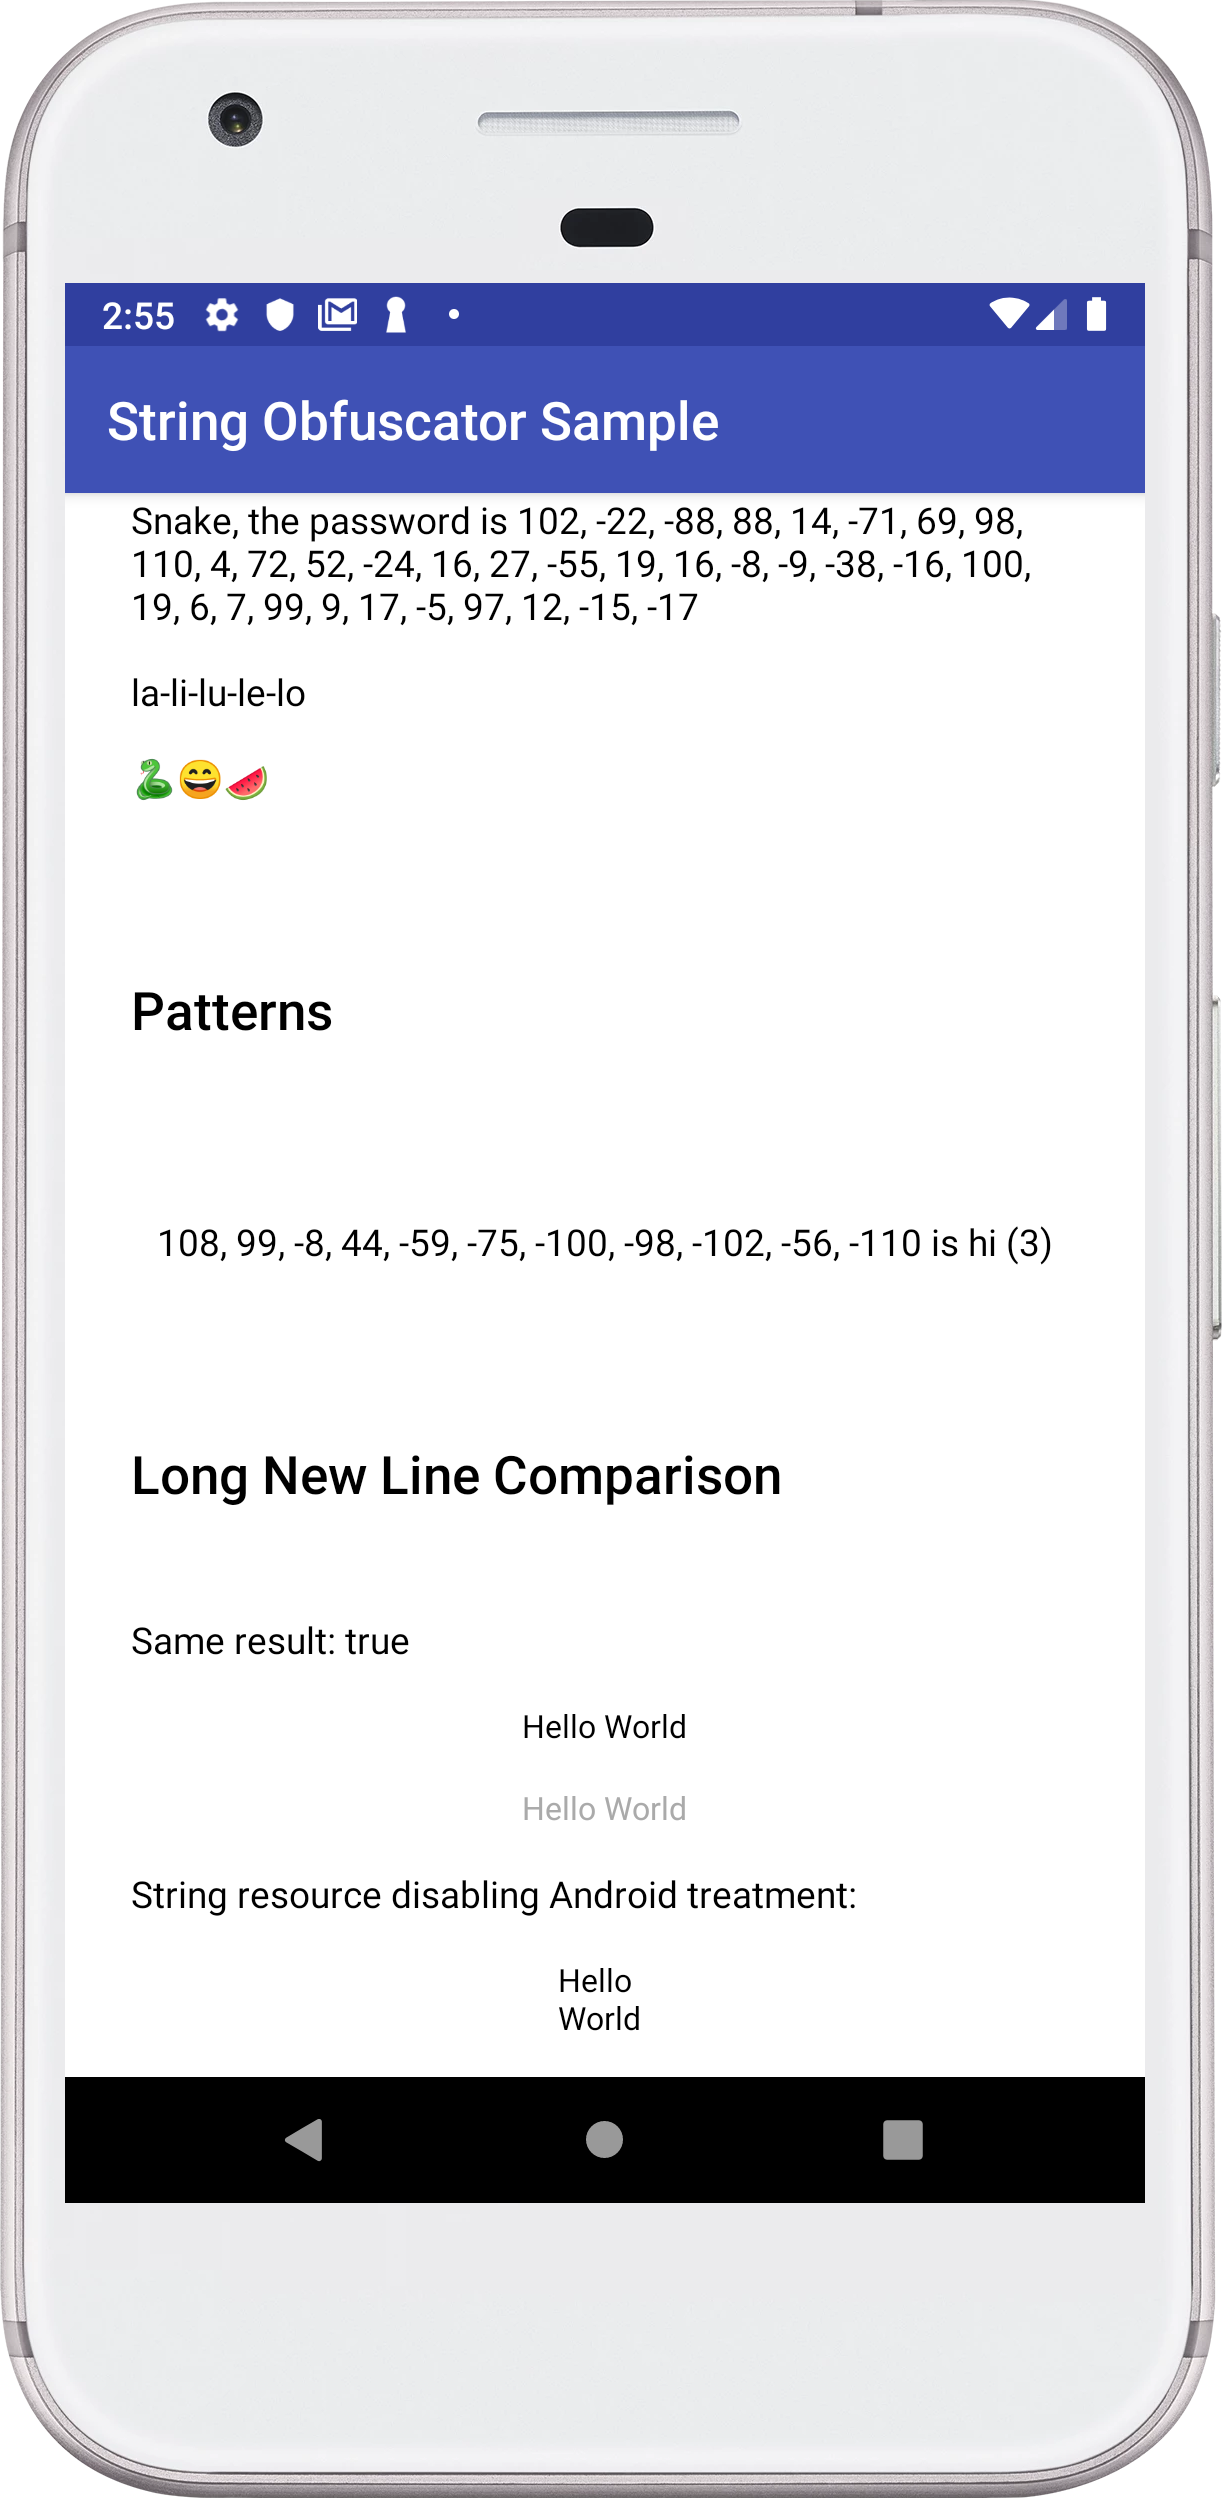 2:55
String Obfuscator Sample
Snake, the password is 102, -22, -88, 88, 14, -71, 69, 98,
110, 4, 72, 52, -24, 16, 27, -55, 19, 16, -8, -9, -38, -16, 100,
19, 6, 7, 99, 9, 17, -5, 97, 12, -15, -17
la-li-lu-le-lo
🐍😄🍉
Patterns
108, 99, -8, 44, -59, -75, -100, -98, -102, -56, -110 is hi (3)
Long New Line Comparison
Same result: true
Hello World
Hello World
String resource disabling Android treatment:
Hello
World